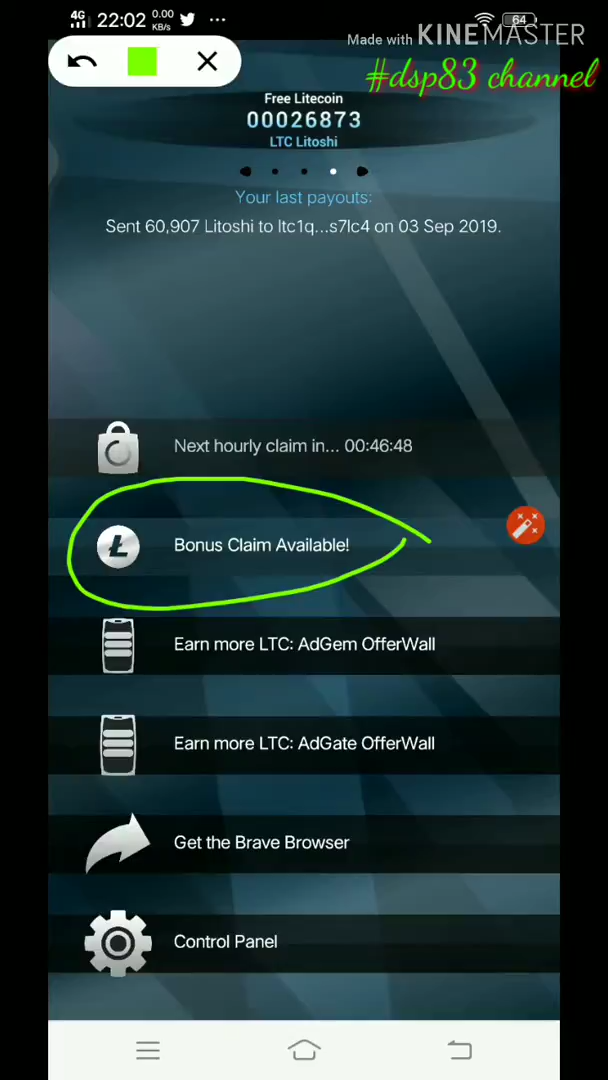 4G 22:02 0.00 KB/s ... 64
Made with KINEMASTER
#dsp83 channel
Free Litecoin
00026873
LTC Litoshi
Your last payouts:
Sent 60,907 Litoshi to ltc1q...s7lc4 on 03 Sep 2019.
Next hourly claim in... 00:46:48
Bonus Claim Available!
Earn more LTC: AdGem OfferWall
Earn more LTC: AdGate OfferWall
Get the Brave Browser
Control Panel